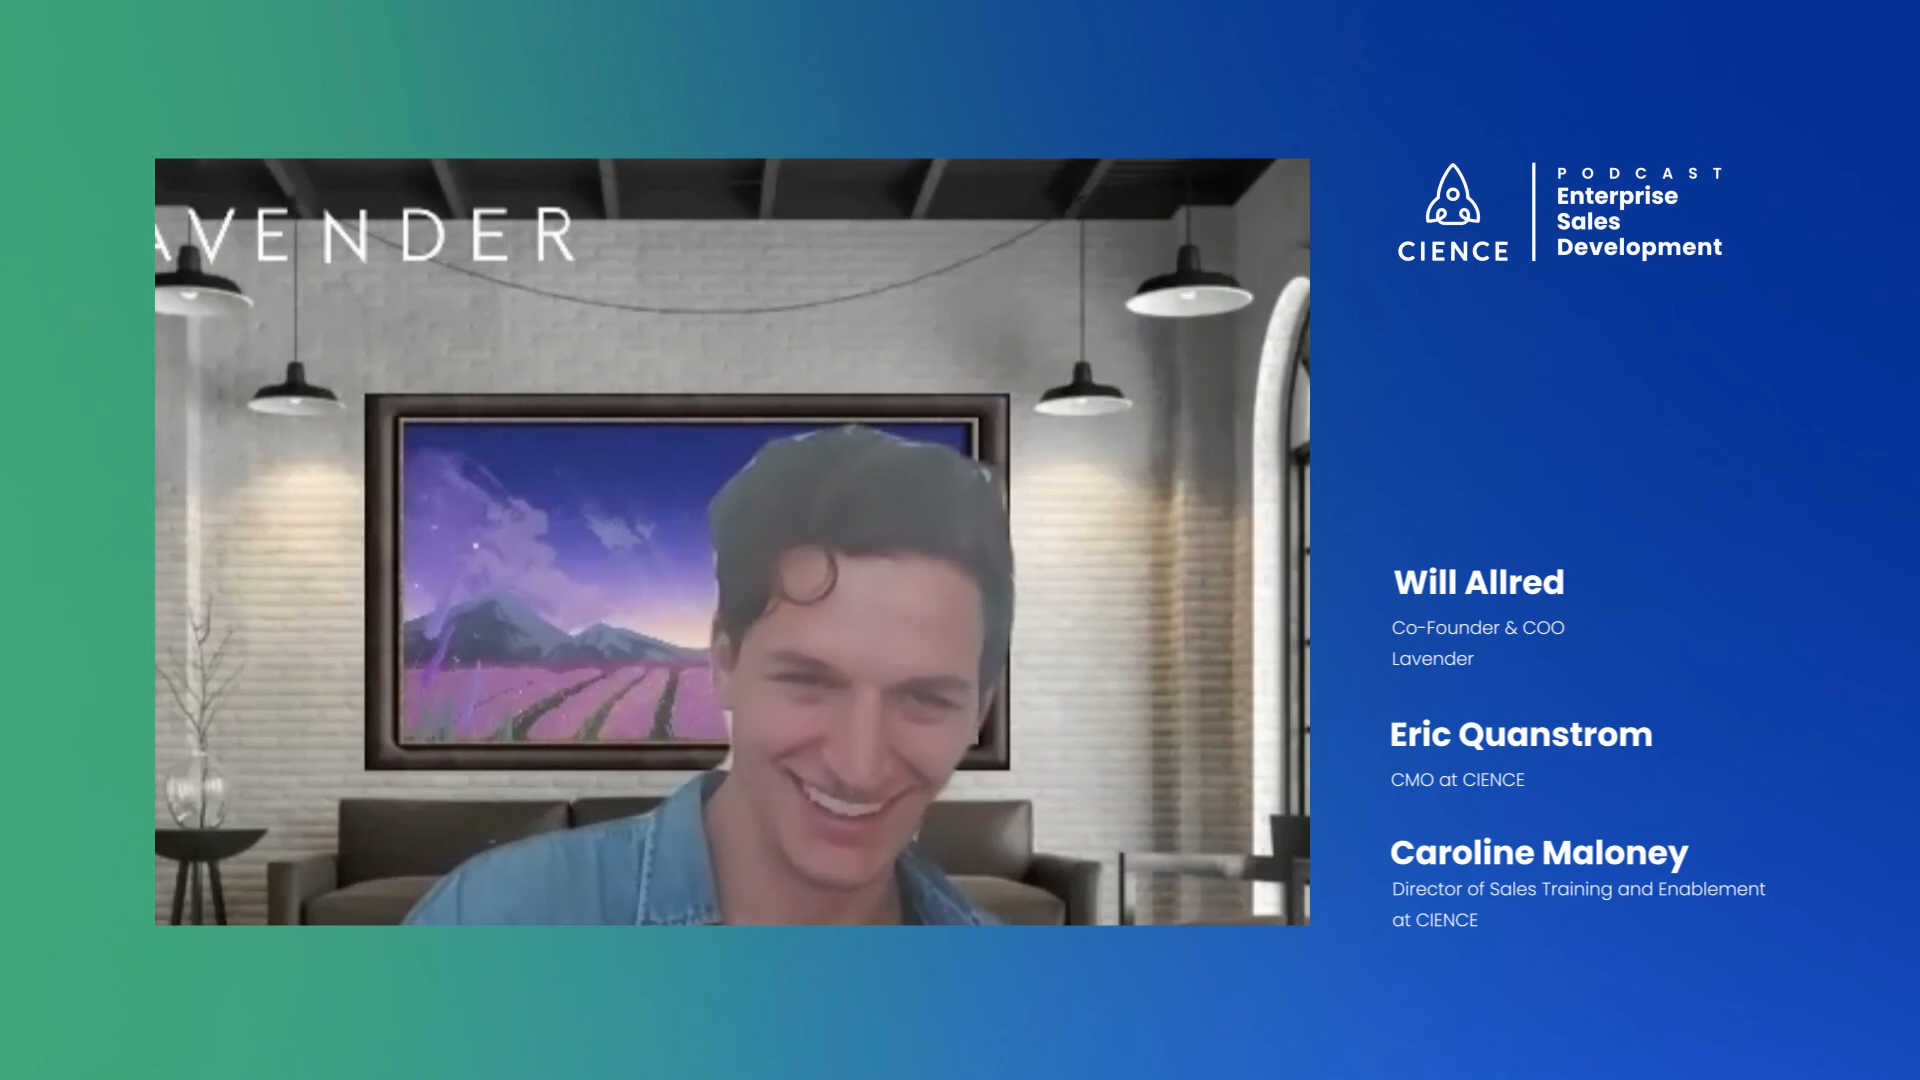 AVENDER
PODCAST
Enterprise
Sales
Development
CIENCE
Will Allred
Co-Founder & COO
Lavender
Eric Quanstrom
CMO at CIENCE
Caroline Maloney
Director of Sales Training and Enablement
at CIENCE